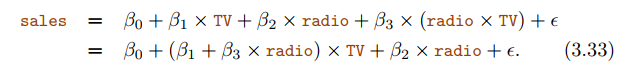 sales = β₀ + β₁ × TV + β₂ × radio + β₃ × (radio × TV) + ϵ
= β₀ + (β₁ + β₃ × radio) × TV + β₂ × radio + ϵ. (3.33)